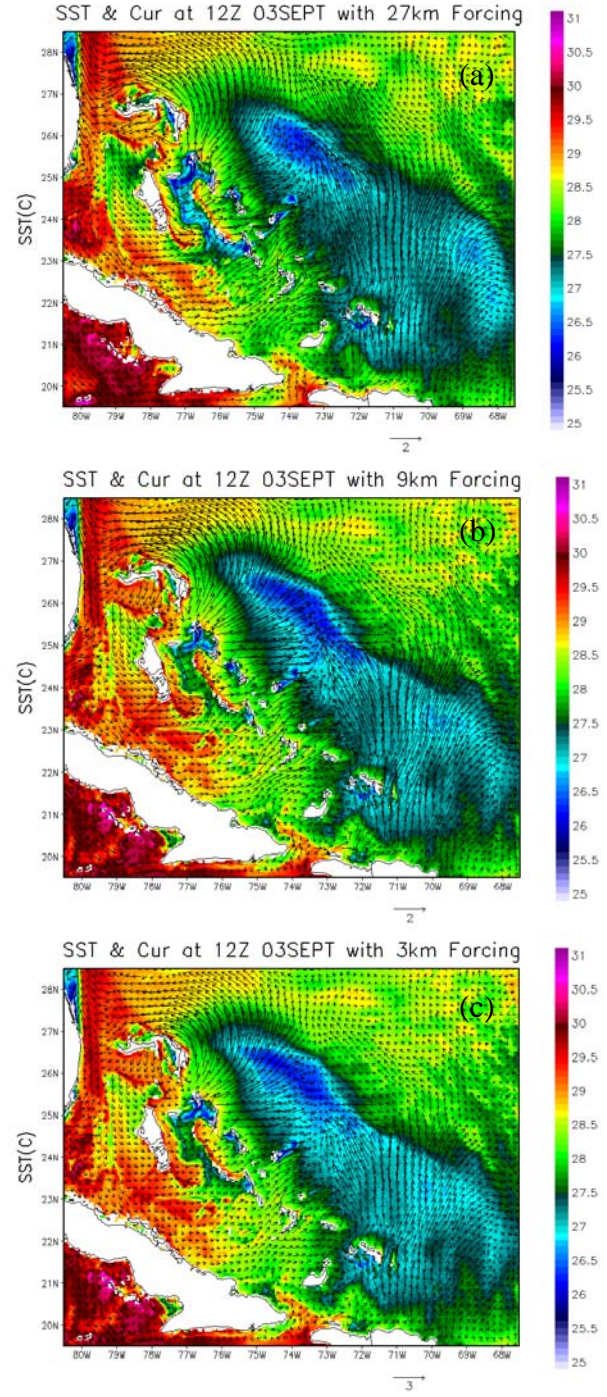 SST & Cur at 12Z 03SEPT with 27km Forcing
(a)
SST(C)
28N
27N
26N
25N
24N
23N
22N
21N
20N
80W 79W 78W 77W 76W 75W 74W 73W 72W 71W 70W 69W 68W
2
31
30.5
30
29.5
29
28.5
28
27.5
27
26.5
26
25.5
25
SST & Cur at 12Z 03SEPT with 9km Forcing
(b)
SST(C)
28N
27N
26N
25N
24N
23N
22N
21N
20N
80W 79W 78W 77W 76W 75W 74W 73W 72W 71W 70W 69W 68W
2
31
30.5
30
29.5
29
28.5
28
27.5
27
26.5
26
25.5
25
SST & Cur at 12Z 03SEPT with 3km Forcing
(c)
SST(C)
28N
27N
26N
25N
24N
23N
22N
21N
20N
80W 79W 78W 77W 76W 75W 74W 73W 72W 71W 70W 69W 68W
3
31
30.5
30
29.5
29
28.5
28
27.5
27
26.5
26
25.5
25